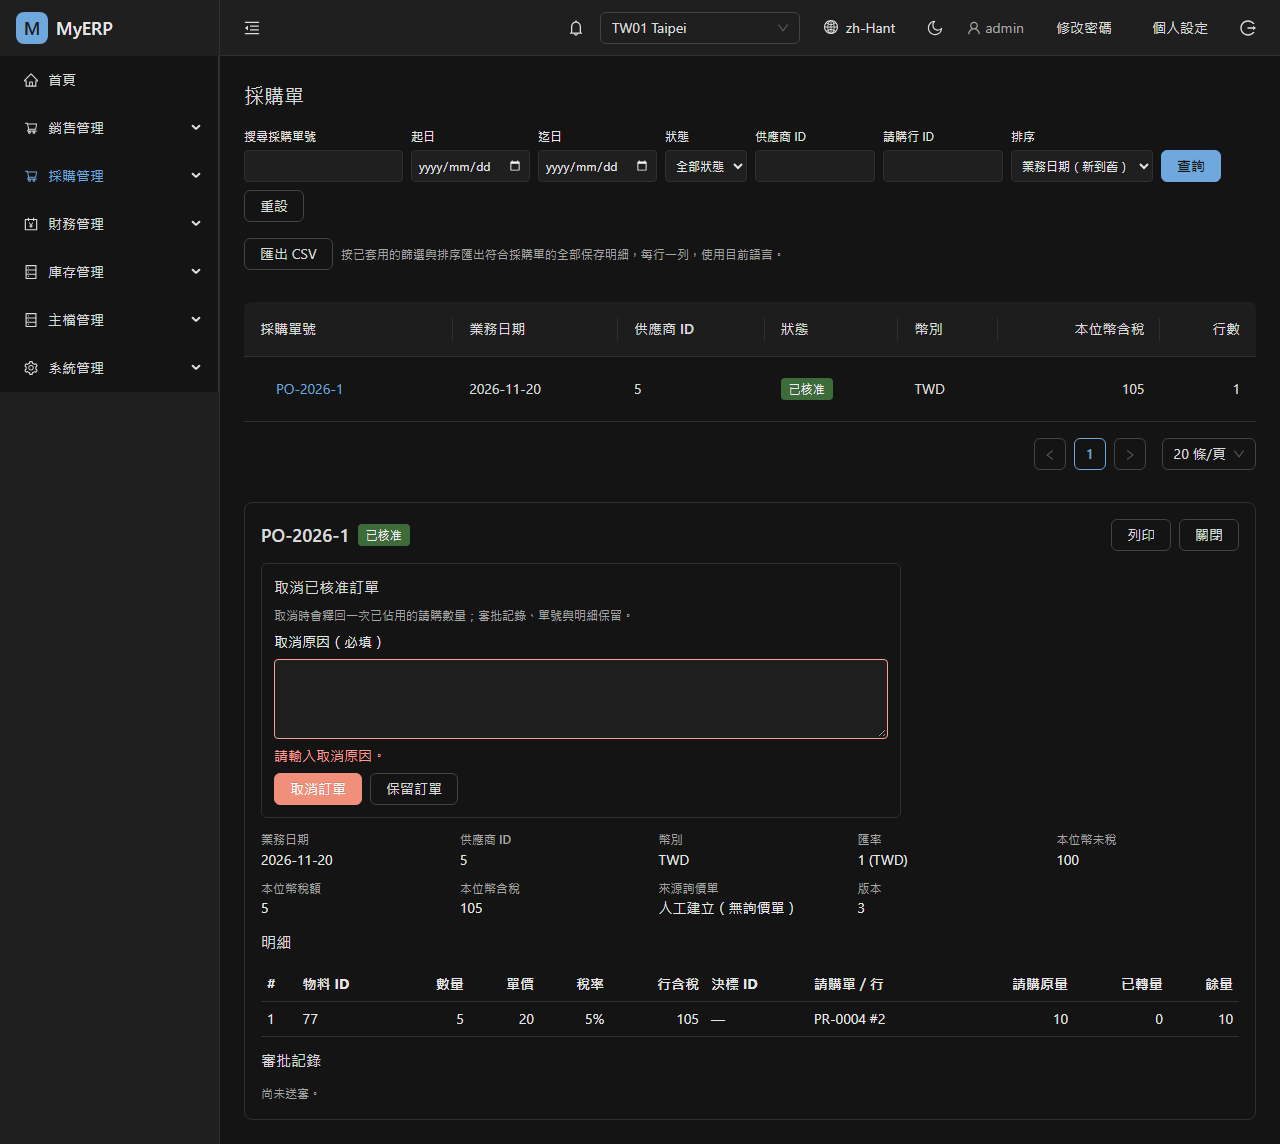 M MyERP
TW01 Taipei
zh-Hant
admin
修改密碼
個人設定
首頁
銷售管理
採購管理
財務管理
庫存管理
主檔管理
系統管理
採購單
搜尋採購單號 起日 迄日 狀態 供應商 ID 請購行 ID 排序
yyyy/mm/dd yyyy/mm/dd 全部狀態 業務日期（新到舊） 查詢
重設
匯出 CSV 按已套用的篩選與排序匯出符合採購單的全部保存明細，每行一列，使用目前語言。
採購單號 業務日期 供應商 ID 狀態 幣別 本位幣含稅 行數
PO-2026-1 2026-11-20 5 已核准 TWD 105 1
< 1 > 20 條/頁
PO-2026-1 已核准 列印 關閉
取消已核准訂單
取消時會釋回一次已佔用的請購數量；審批記錄、單號與明細保留。
取消原因（必填）
請輸入取消原因。
取消訂單 保留訂單
業務日期 供應商 ID 幣別 匯率 本位幣未稅
2026-11-20 5 TWD 1 (TWD) 100
本位幣稅額 本位幣含稅 來源詢價單 版本
5 105 人工建立（無詢價單） 3
明細
# 物料 ID 數量 單價 稅率 行含稅 決標 ID 請購單 / 行 請購原量 已轉量 餘量
1 77 5 20 5% 105 — PR-0004 #2 10 0 10
審批記錄
尚未送審。